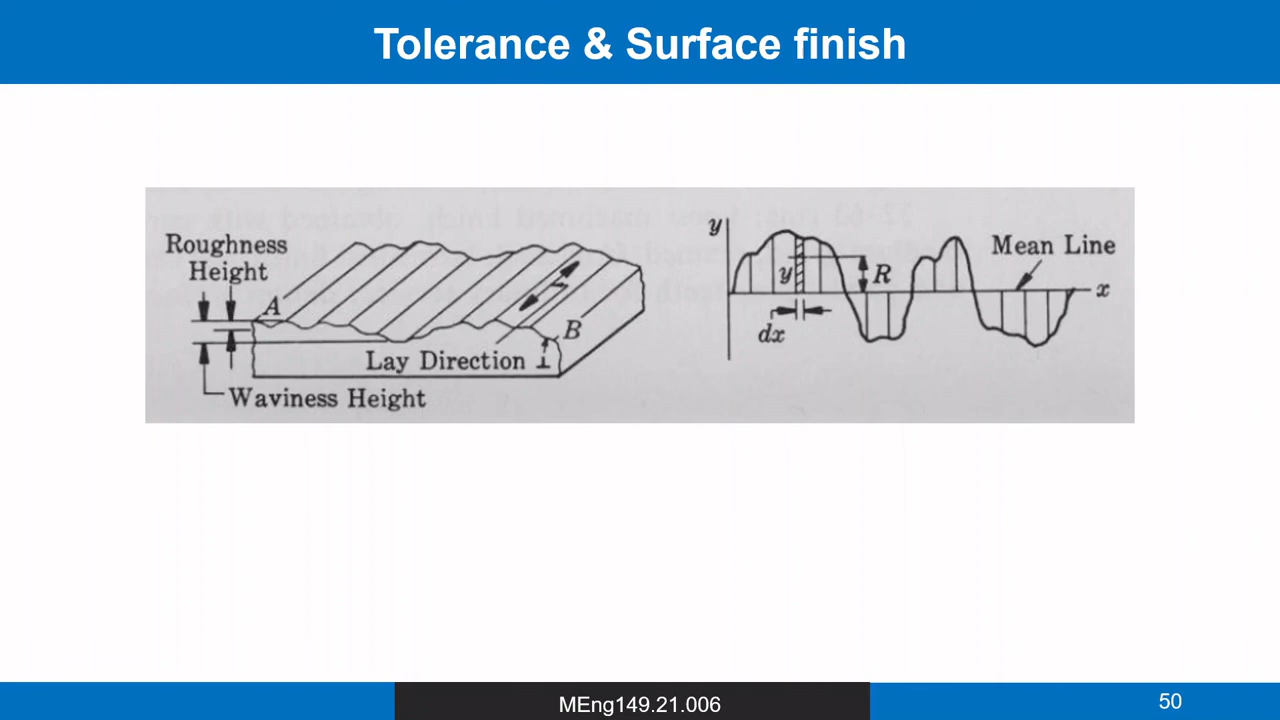 Tolerance & Surface finish
Roughness
Height
A
B
Lay Direction ⊥
Waviness Height
y
y
R
dx
Mean Line
x
MEng149.21.006
50